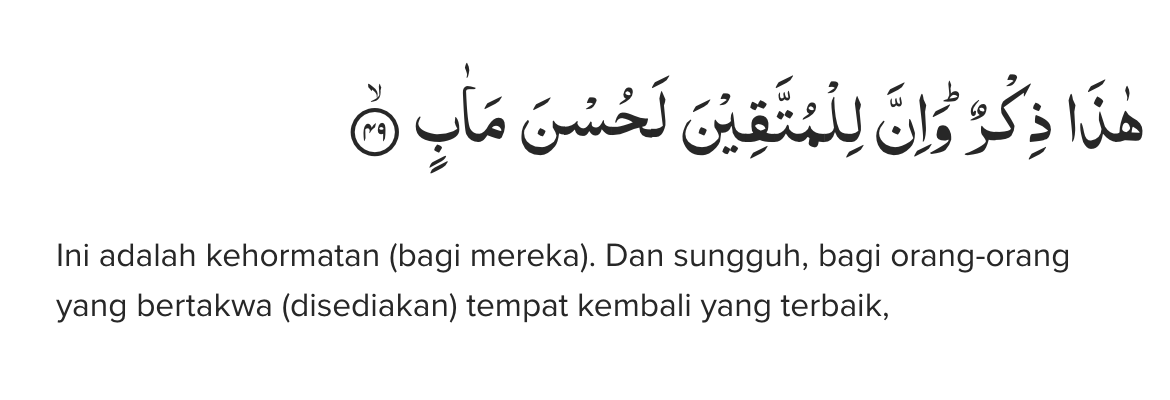 هٰذَا ذِكْرٌ ۗوَاِنَّ لِلْمُتَّقِيْنَ لَحُسْنَ مَاٰبٍ ۙ ۝٤٩
Ini adalah kehormatan (bagi mereka). Dan sungguh, bagi orang-orang
yang bertakwa (disediakan) tempat kembali yang terbaik,